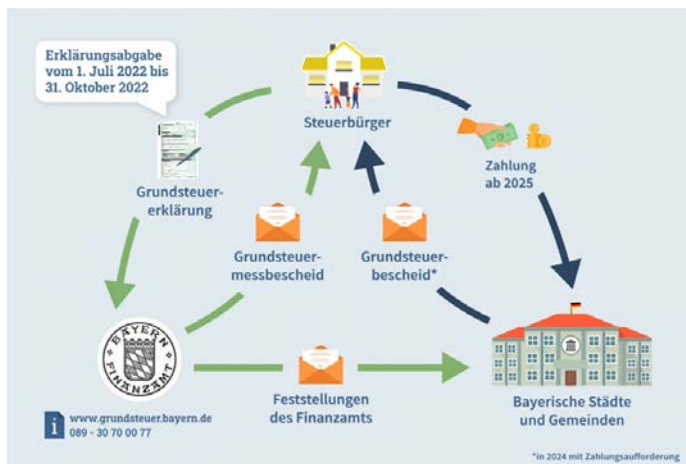 Erklärungsabgabe
vom 1. Juli 2022 bis
31. Oktober 2022
Steuerbürger
Grundsteuer-
erklärung
Zahlung
ab 2025
Grundsteuer-
messbescheid
Grundsteuer-
bescheid*
BAYERN
FINANZAMT
Feststellungen
des Finanzamts
Bayerische Städte
und Gemeinden
i
www.grundsteuer.bayern.de
089 - 30 70 00 77
*in 2024 mit Zahlungsaufforderung